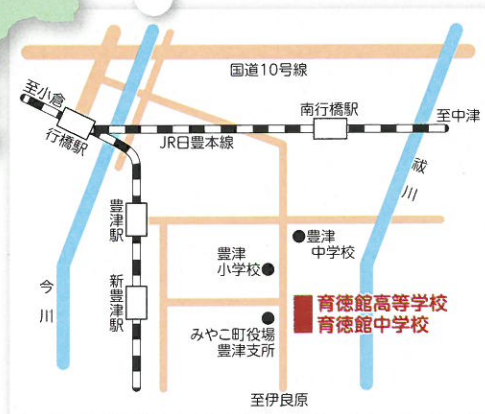 国道10号線
至小倉
行橋駅
JR日豊本線
南行橋駅
至中津
祓川
豊津駅
豊津
中学校
豊津
小学校
今川
新豊津駅
育徳館高等学校
育徳館中学校
みやこ町役場
豊津支所
至伊良原